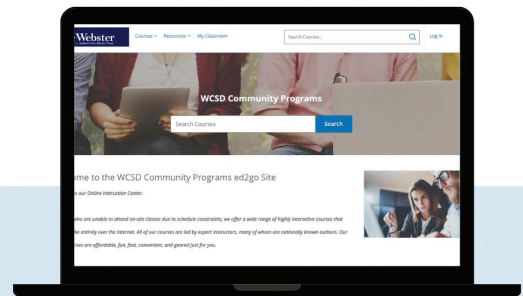 Webster
Courses Resources My Classroom
Search Courses...
Log In
WCSD Community Programs
Search Courses
Search
ome to the WCSD Community Programs ed2go Site
o our Online Instruction Center.
who are unable to attend on-site classes due to schedule constraints, we offer a wide range of highly interactive courses that
ke entirely over the Internet. All of our courses are led by expert instructors, many of whom are nationally known authors. Our
rses are affordable, fun, fast, convenient, and geared just for you.